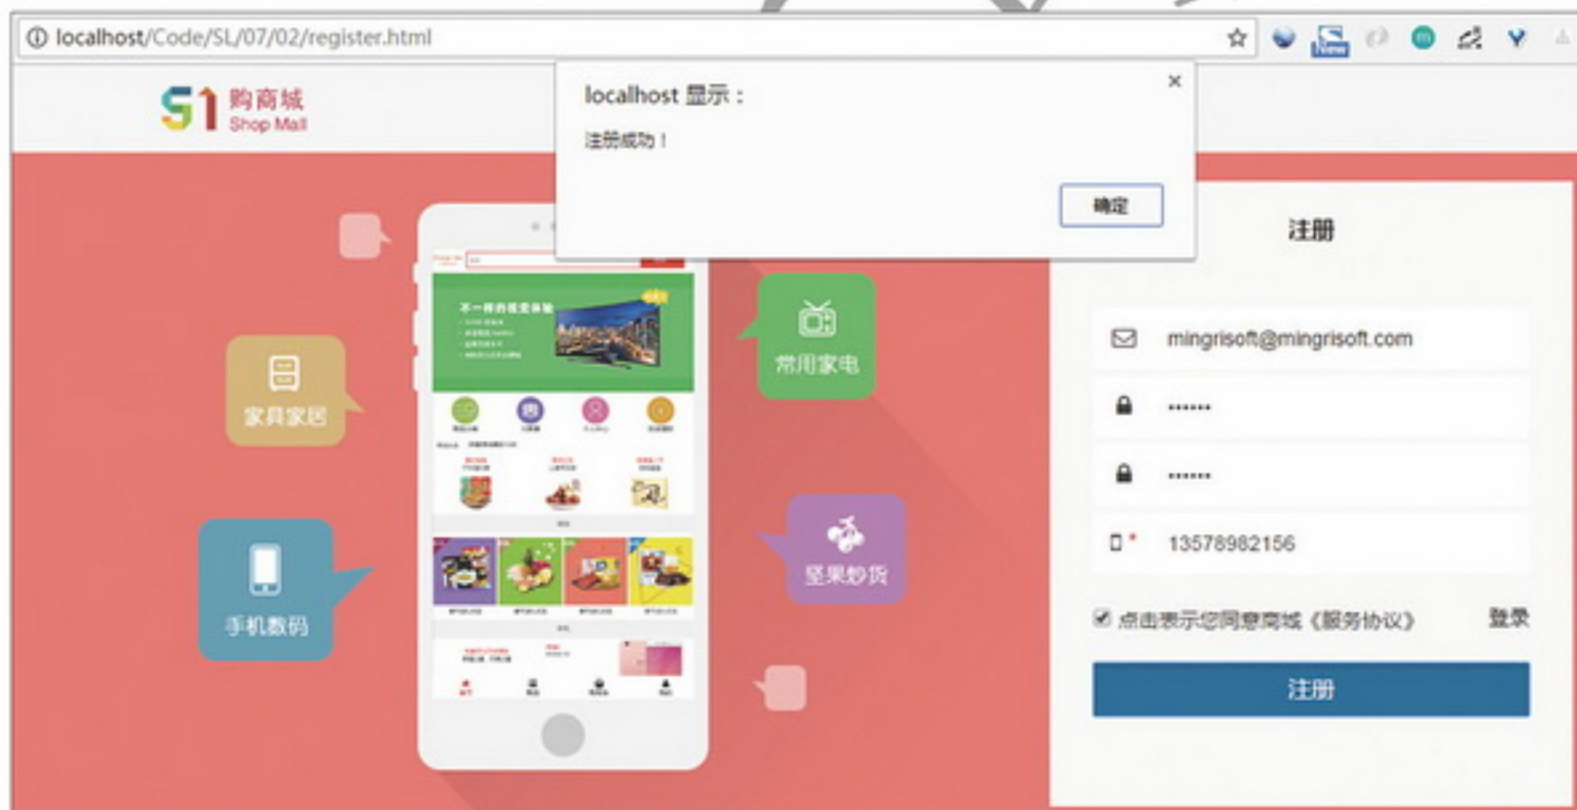 localhost/Code/SL/07/02/register.html
New
购商城
Shop Mall
localhost 显示：
注册成功！
确定
注册
mingrisoft@mingrisoft.com
••••••
••••••
* 13578982156
点击表示您同意商城《服务协议》 登录
注册
不一样的视觉体验
常用家电
家具家居
坚果炒货
手机数码